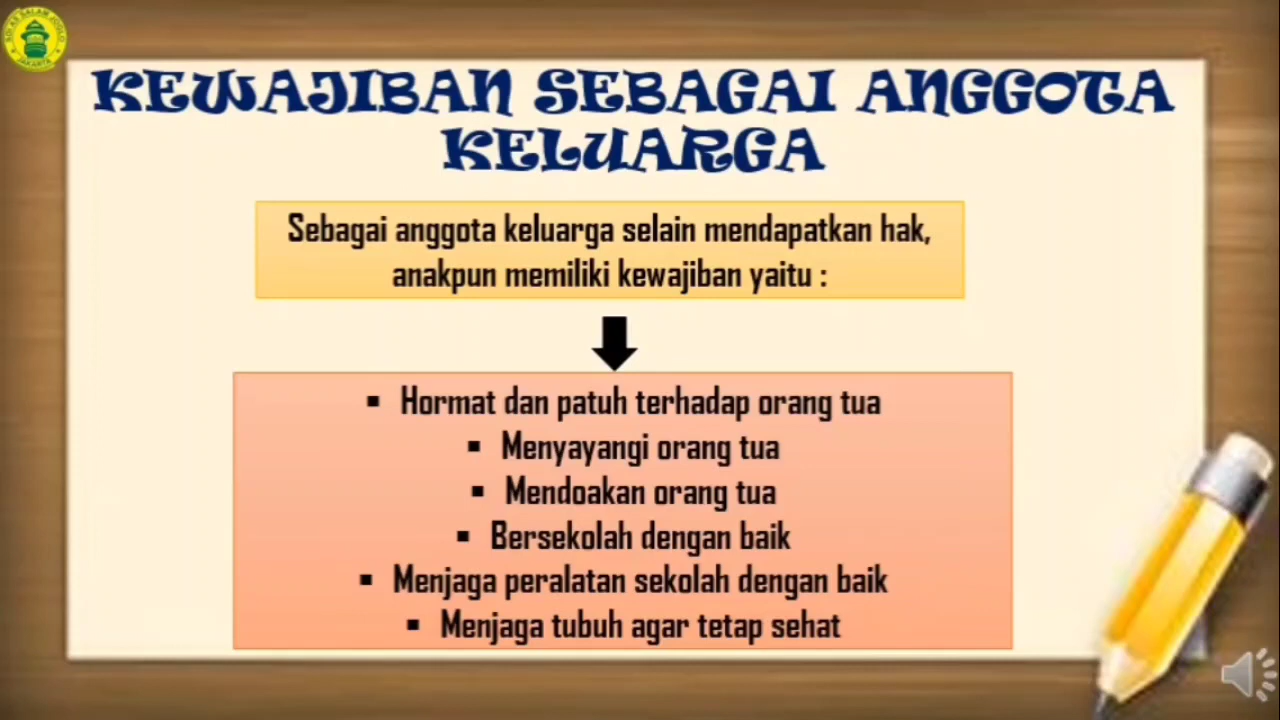 KEWAJIBAN SEBAGAI ANGGOTA
KELUARGA
Sebagai anggota keluarga selain mendapatkan hak,
anakpun memiliki kewajiban yaitu :
▪ Hormat dan patuh terhadap orang tua
▪ Menyayangi orang tua
▪ Mendoakan orang tua
▪ Bersekolah dengan baik
▪ Menjaga peralatan sekolah dengan baik
▪ Menjaga tubuh agar tetap sehat